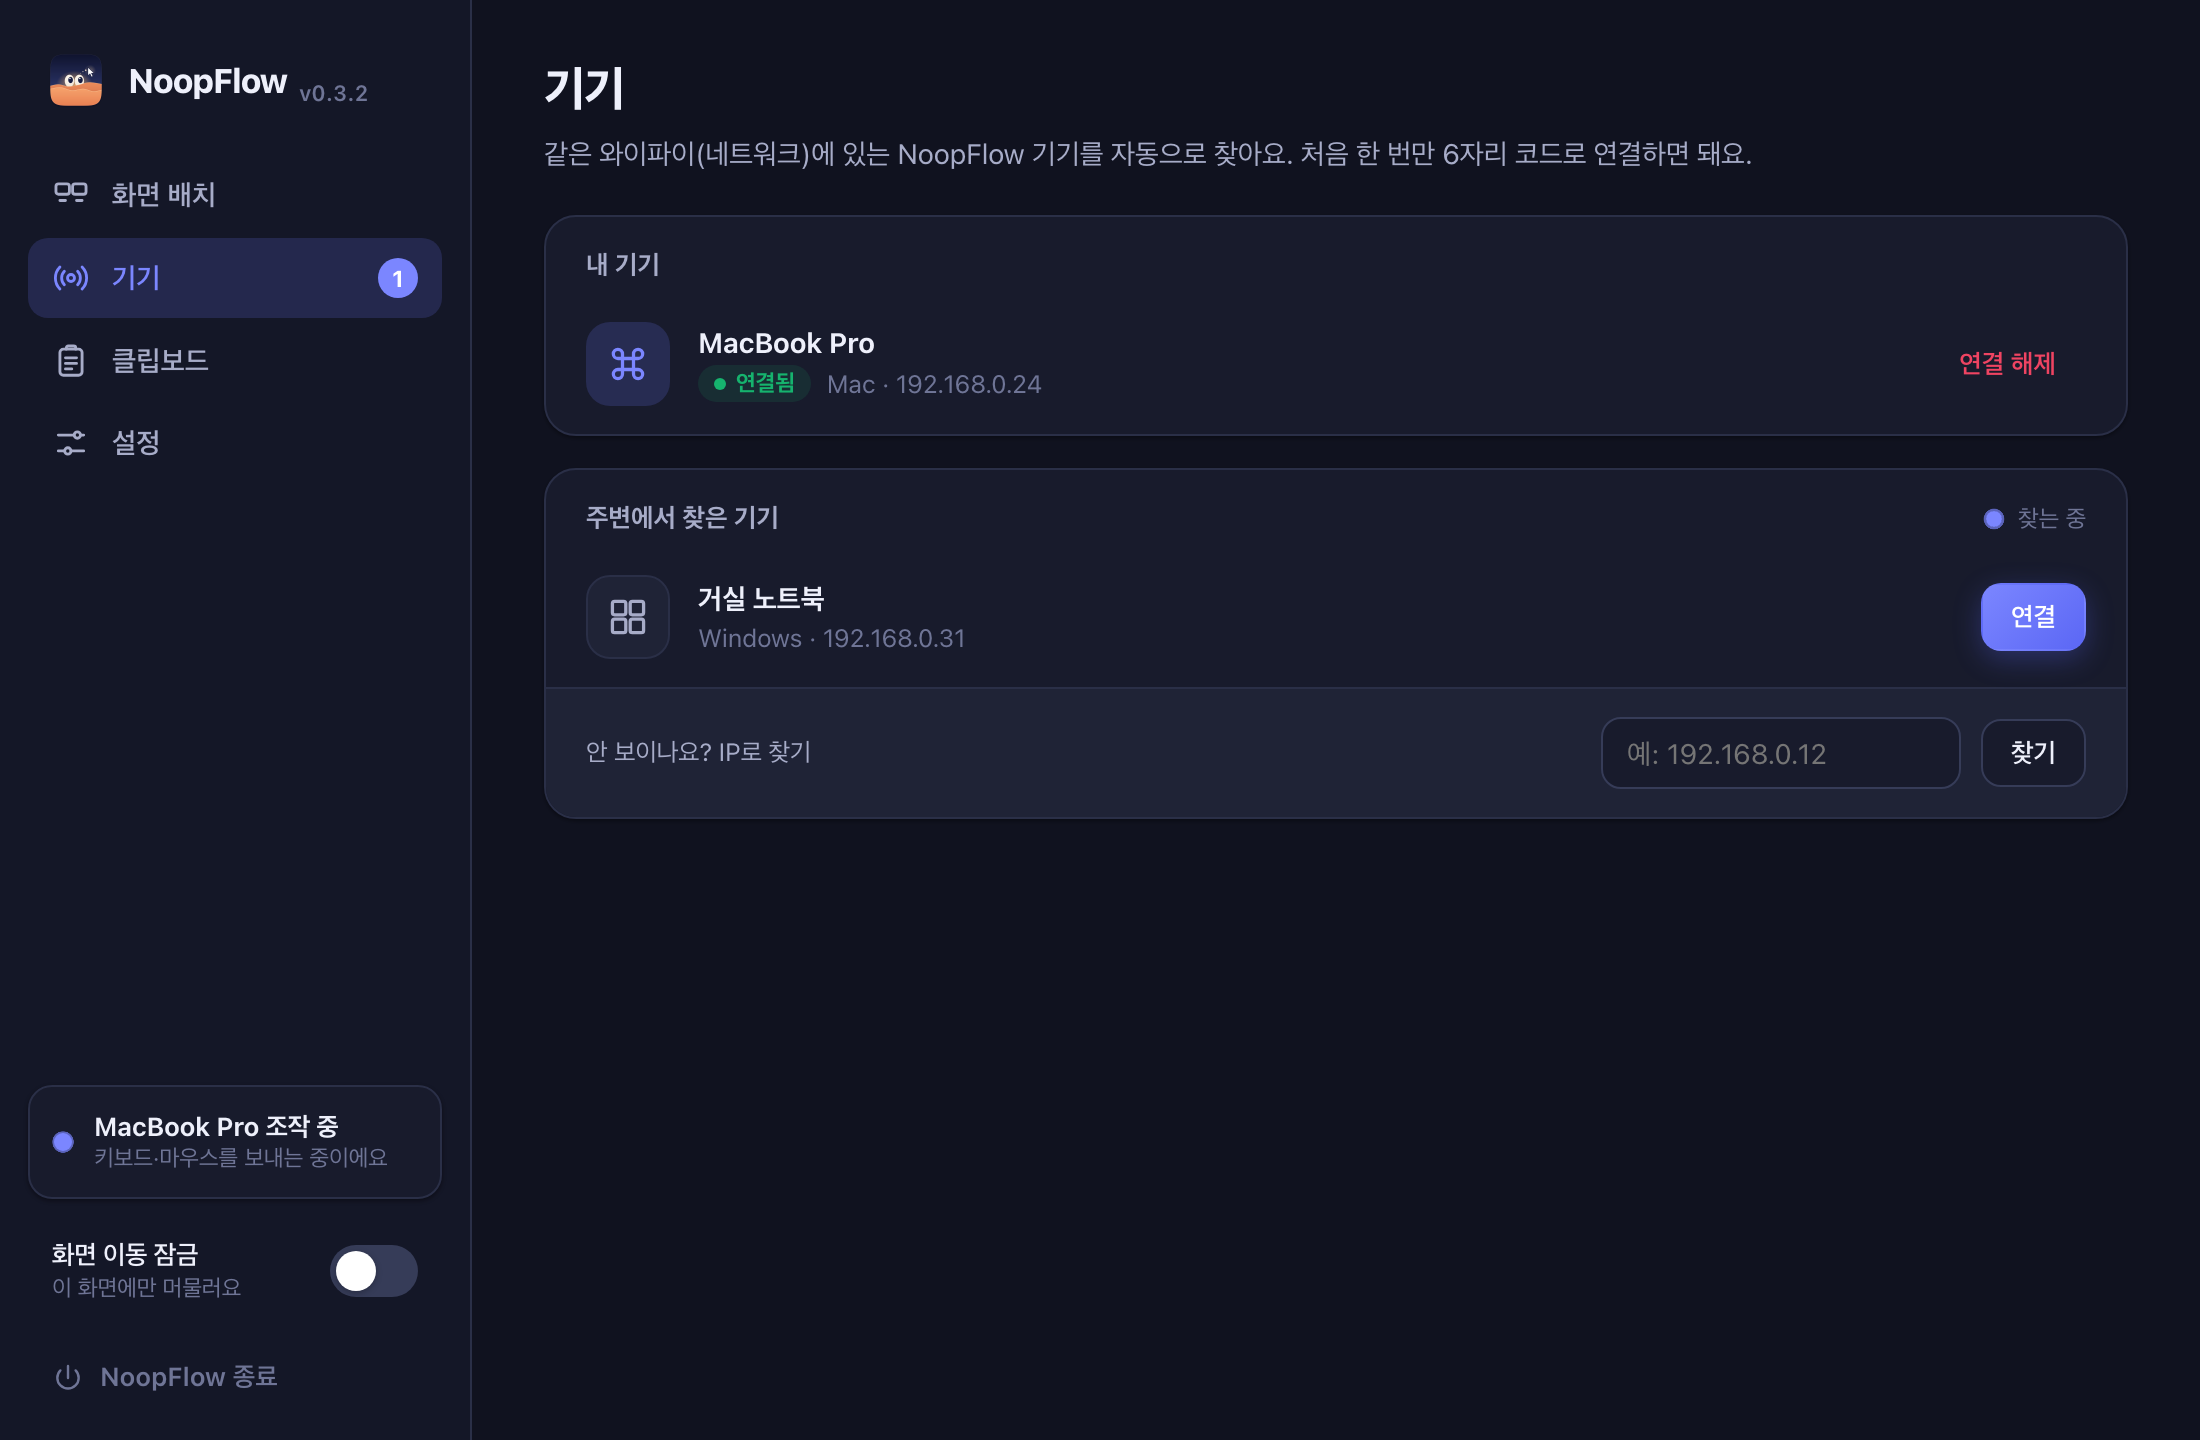 NoopFlow v0.3.2
화면 배치
기기 1
클립보드
설정
MacBook Pro 조작 중
키보드·마우스를 보내는 중이에요
화면 이동 잠금
이 화면에만 머물러요
NoopFlow 종료
기기
같은 와이파이(네트워크)에 있는 NoopFlow 기기를 자동으로 찾아요. 처음 한 번만 6자리 코드로 연결하면 돼요.
내 기기
MacBook Pro
연결됨 Mac · 192.168.0.24
연결 해제
주변에서 찾은 기기
찾는 중
거실 노트북
Windows · 192.168.0.31
연결
안 보이나요? IP로 찾기
예: 192.168.0.12
찾기